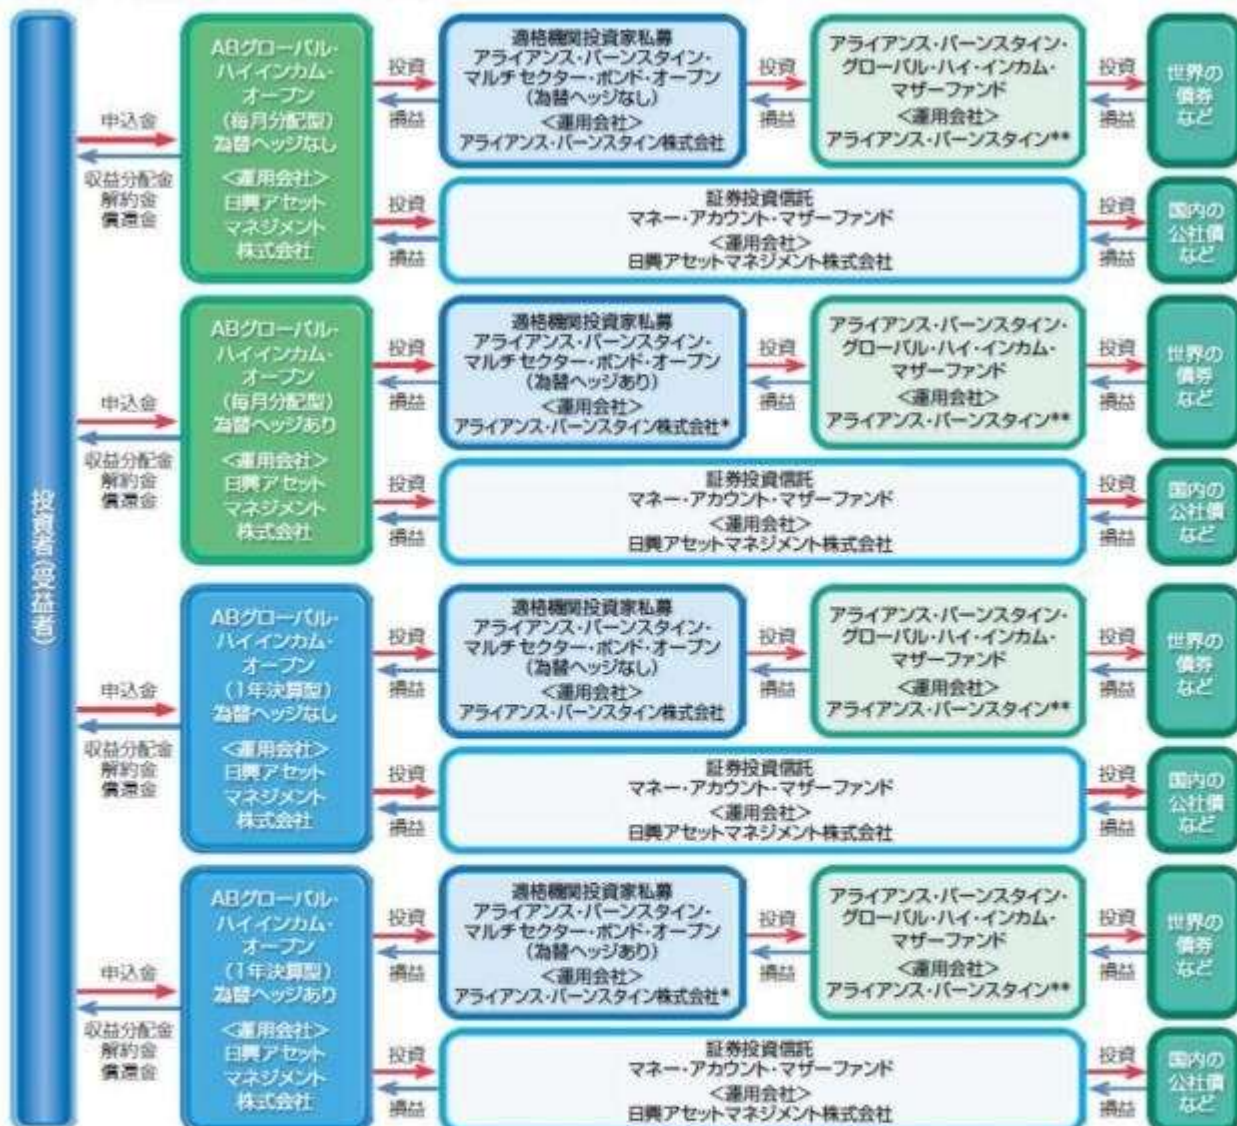 投資者(受益者)
申込金
収益分配金
解約金
償還金
ABグローバル・
ハイインカム・
オープン
(毎月分配型)
為替ヘッジなし
<運用会社>
日興アセット
マネジメント
株式会社
投資
損益
適格機関投資家私募
アライアンス・バーンスタイン・
マルチセクター・ボンド・オープン
(為替ヘッジなし)
<運用会社>
アライアンス・バーンスタイン株式会社
投資
損益
アライアンス・バーンスタイン・
グローバル・ハイ・インカム・
マザーファンド
<運用会社>
アライアンス・バーンスタイン**
投資
損益
世界の
債券
など
投資
損益
証券投資信託
マネー・アカウント・マザーファンド
<運用会社>
日興アセットマネジメント株式会社
投資
損益
国内の
公社債
など
申込金
収益分配金
解約金
償還金
ABグローバル・
ハイインカム・
オープン
(毎月分配型)
為替ヘッジあり
<運用会社>
日興アセット
マネジメント
株式会社
投資
損益
適格機関投資家私募
アライアンス・バーンスタイン・
マルチセクター・ボンド・オープン
(為替ヘッジあり)
<運用会社>
アライアンス・バーンスタイン株式会社*
投資
損益
アライアンス・バーンスタイン・
グローバル・ハイ・インカム・
マザーファンド
<運用会社>
アライアンス・バーンスタイン**
投資
損益
世界の
債券
など
投資
損益
証券投資信託
マネー・アカウント・マザーファンド
<運用会社>
日興アセットマネジメント株式会社
投資
損益
国内の
公社債
など
申込金
収益分配金
解約金
償還金
ABグローバル・
ハイインカム・
オープン
(1年決算型)
為替ヘッジなし
<運用会社>
日興アセット
マネジメント
株式会社
投資
損益
適格機関投資家私募
アライアンス・バーンスタイン・
マルチセクター・ボンド・オープン
(為替ヘッジなし)
<運用会社>
アライアンス・バーンスタイン株式会社
投資
損益
アライアンス・バーンスタイン・
グローバル・ハイ・インカム・
マザーファンド
<運用会社>
アライアンス・バーンスタイン**
投資
損益
世界の
債券
など
投資
損益
証券投資信託
マネー・アカウント・マザーファンド
<運用会社>
日興アセットマネジメント株式会社
投資
損益
国内の
公社債
など
申込金
収益分配金
解約金
償還金
ABグローバル・
ハイインカム・
オープン
(1年決算型)
為替ヘッジあり
<運用会社>
日興アセット
マネジメント
株式会社
投資
損益
適格機関投資家私募
アライアンス・バーンスタイン・
マルチセクター・ボンド・オープン
(為替ヘッジあり)
<運用会社>
アライアンス・バーンスタイン株式会社*
投資
損益
アライアンス・バーンスタイン・
グローバル・ハイ・インカム・
マザーファンド
<運用会社>
アライアンス・バーンスタイン**
投資
損益
世界の
債券
など
投資
損益
証券投資信託
マネー・アカウント・マザーファンド
<運用会社>
日興アセットマネジメント株式会社
投資
損益
国内の
公社債
など